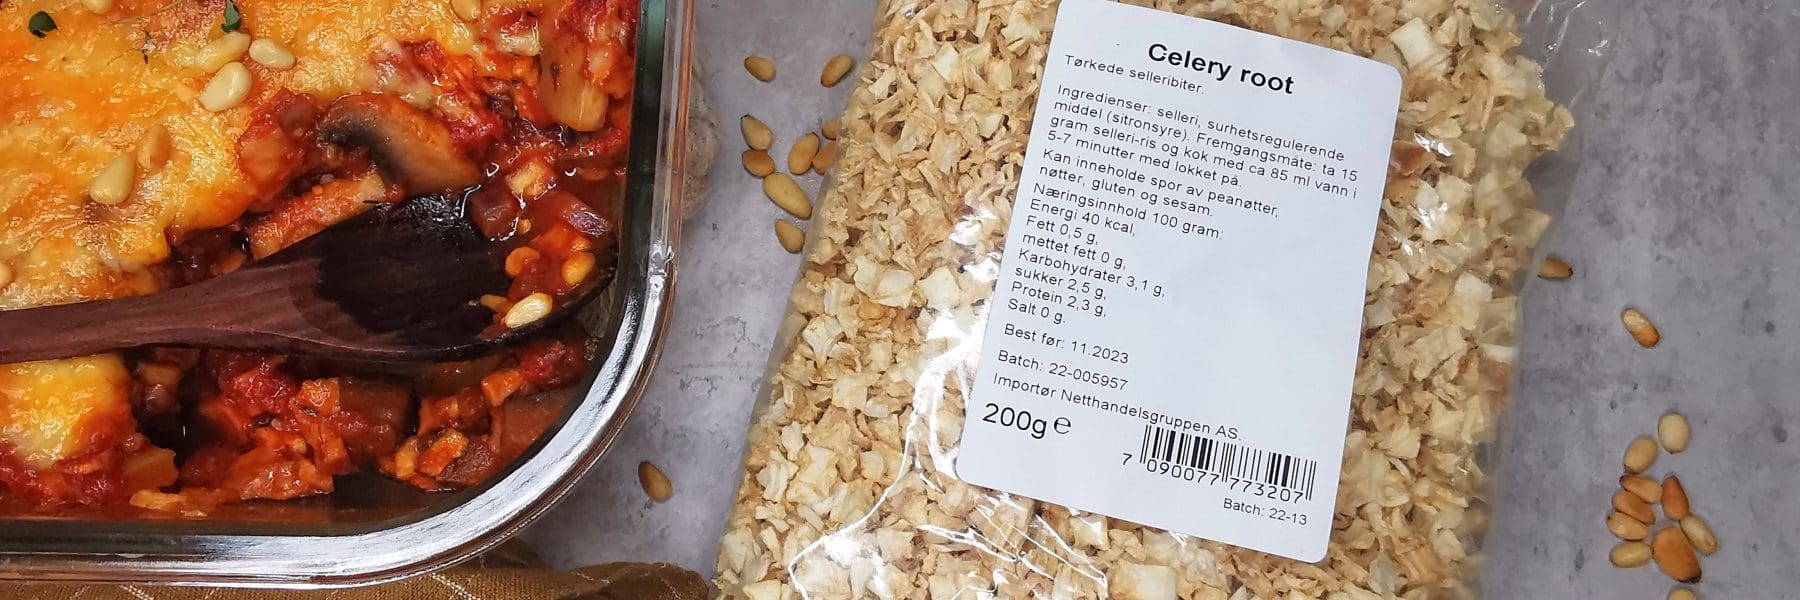 Celery root
Tørkede selleribiter.
Ingredienser: selleri, surhetsregulerende
middel (sitronsyre). Fremgangsmåte: ta 15
gram selleri-ris og kok med ca 85 ml vann i
5-7 minutter med lokket på.
Kan inneholde spor av peanøtter,
nøtter, gluten og sesam.
Næringsinnhold 100 gram:
Energi 40 kcal,
Fett 0,5 g,
mettet fett 0 g,
Karbohydrater 3,1 g,
sukker 2,5 g,
Protein 2,3 g,
Salt 0 g.
Best før: 11.2023
Batch: 22-005957
Importør Netthandelsgruppen AS.
200g e
7 090077 773207
Batch: 22-13